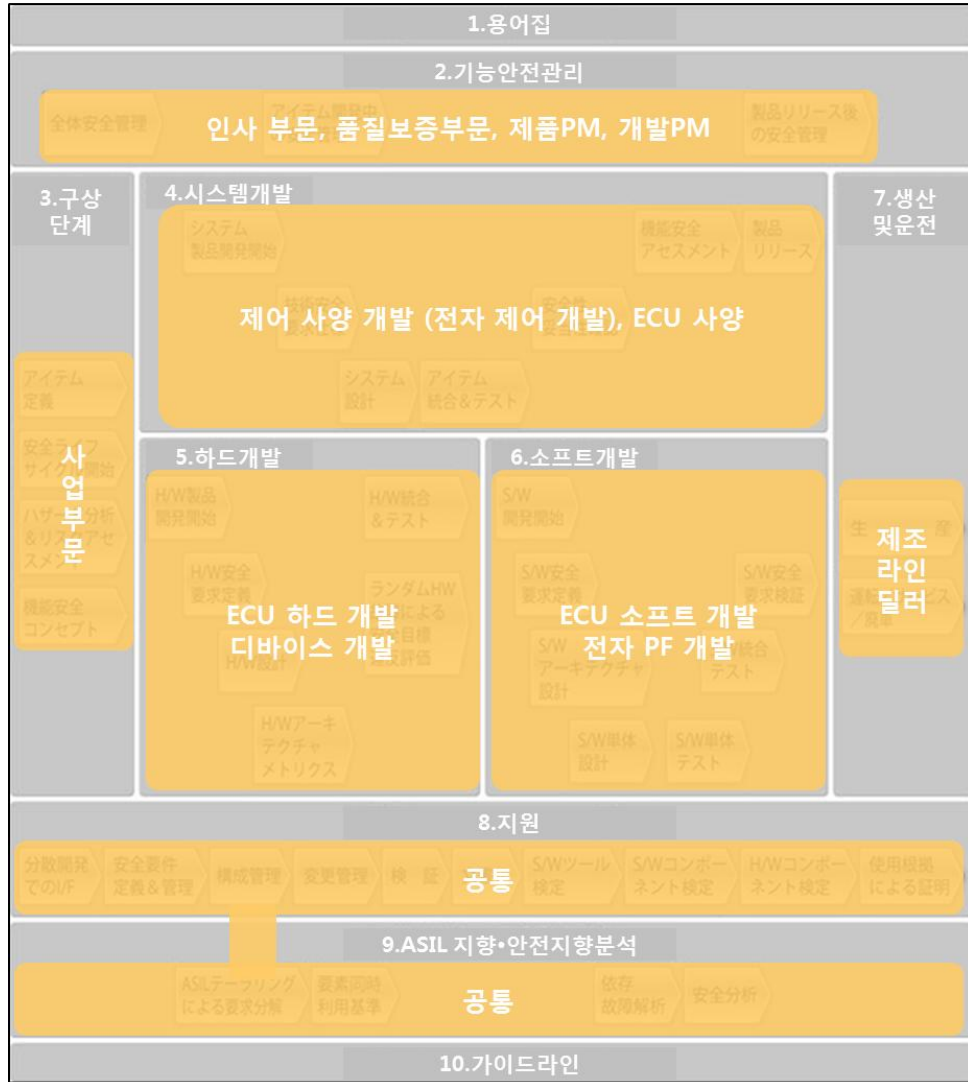 1.용어집
2.기능안전관리
全体安全管理
アイテム開発中
製品リリース後
の安全管理
인사 부문, 품질보증부문, 제품PM, 개발PM
3.구상
단계
アイテム
定義
安全ライフ
サイクル開始
機能安全
コンセプト
사
업
부
문
4.시스템개발
システム
製品開発開始
機能安全
アセスメント
製品
リリース
제어 사양 개발 (전자 제어 개발), ECU 사양
システム
設計
アイテム
統合&テスト
5.하드개발
H/W製品
開発開始
H/W統合
&テスト
H/W安全
要求定義
ランダムHW
ECU 하드 개발
디바이스 개발
H/W設計
H/Wアーキ
テクチャ
メトリクス
6.소프트개발
S/W
開発開始
S/W安全
要求定義
S/W安全
要求検証
ECU 소프트 개발
전자 PF 개발
S/W
アーキテクチャ
設計
テスト
S/W単体
設計
S/W単体
テスト
7.생산
및운전
生 産
제조
라인
딜러
8.지원
分散開発
でのI/F
安全要件
定義&管理
構成管理
変更管理
検 証
공통
S/Wツール
検定
S/Wコンポー
ネント検定
H/Wコンポー
ネント検定
使用根拠
による証明
9.ASIL 지향•안전지향분석
ASILテーラリング
による要求分解
要素同時
利用基準
공통
依存
故障解析
安全分析
10.가이드라인